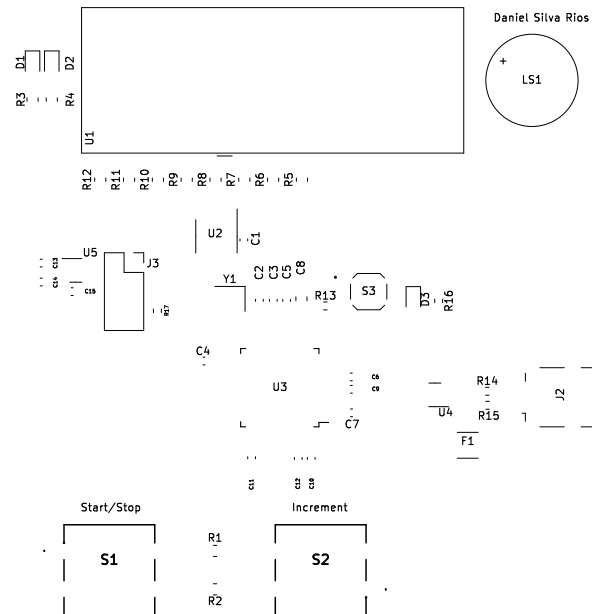 Daniel Silva Rios
D1
D2
+
LS1
R3
R4
U1
R12
R11
R10
R9
R8
R7
R6
R5
U2
C1
U5
J3
C13
C14
C15
R17
Y1
C2
C3
C5
C8
R13
S3
D3
R16
C4
U3
C6
C9
C7
R14
R15
U4
J2
F1
C11
C12
C10
Start/Stop
Increment
S1
R1
R2
S2